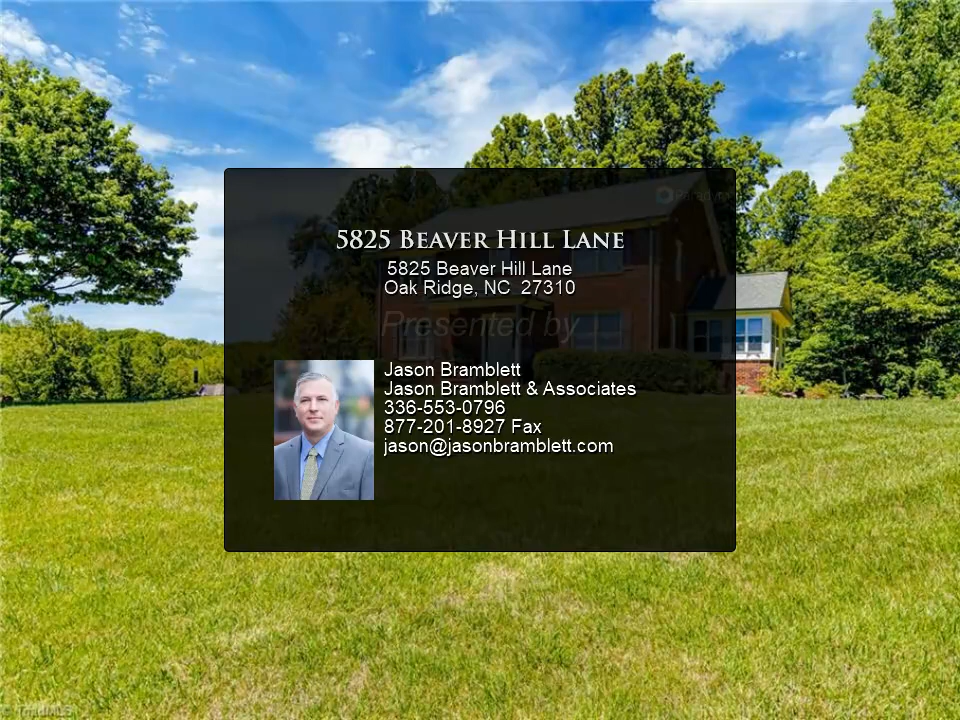 5825 Beaver Hill Lane
5825 Beaver Hill Lane
Oak Ridge, NC 27310
Presented by
Jason Bramblett
Jason Bramblett & Associates
336-553-0796
877-201-8927 Fax
jason@jasonbramblett.com